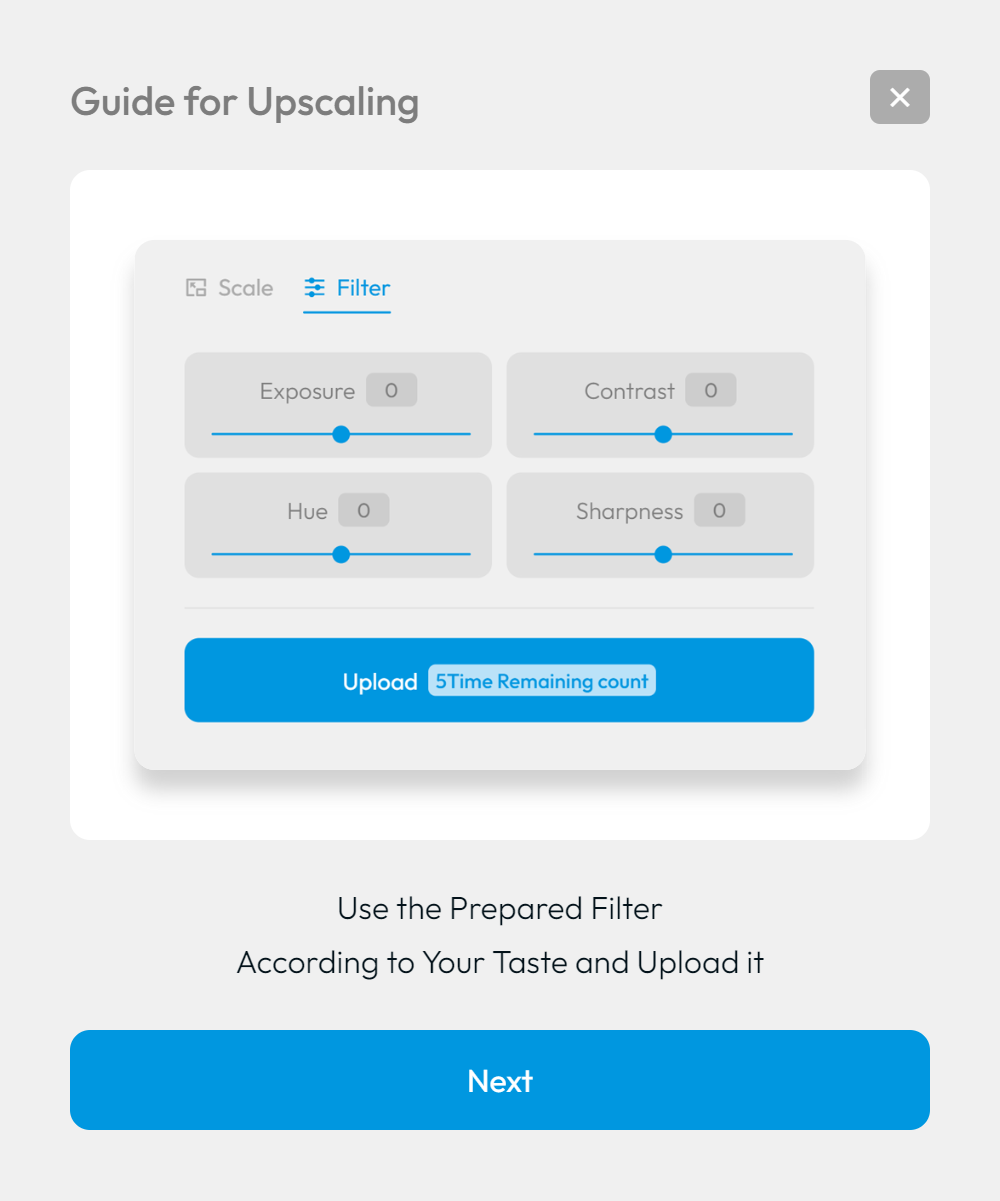 Guide for Upscaling
Scale Filter
Exposure 0 Contrast 0
Hue 0 Sharpness 0
Upload 5Time Remaining count
Use the Prepared Filter
According to Your Taste and Upload it
Next